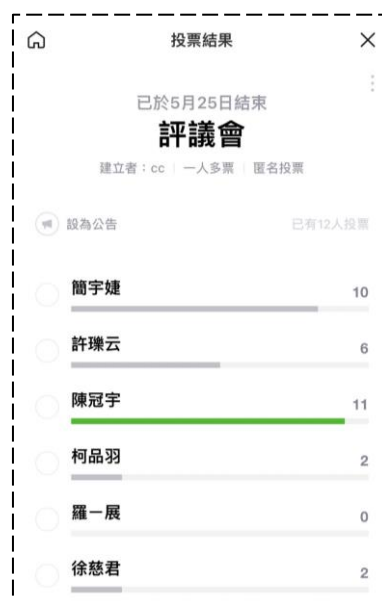 投票結果
已於5月25日結束
評議會
建立者：cc 一人多票 匿名投票
設為公告 已有12人投票
簡宇婕 10
許瓅云 6
陳冠宇 11
柯品羽 2
羅一展 0
徐慈君 2